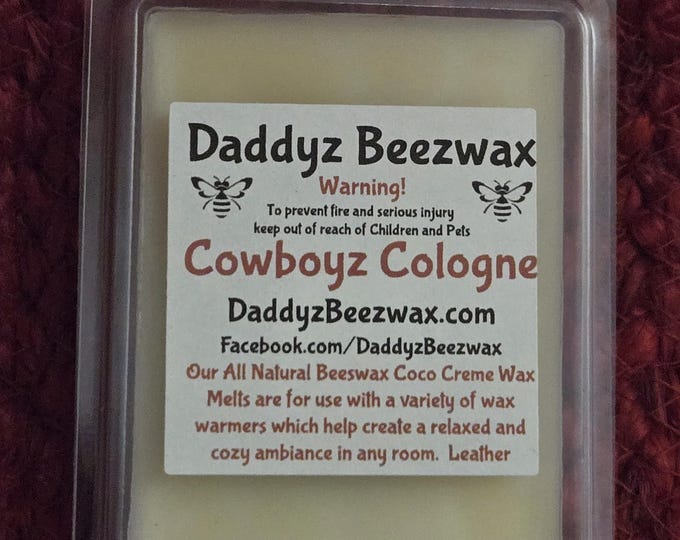 Daddyz Beezwax
Warning!
To prevent fire and serious injury
keep out of reach of Children and Pets
Cowboyz Cologne
DaddyzBeezwax.com
Facebook.com/DaddyzBeezwax
Our All Natural Beeswax Coco Creme Wax
Melts are for use with a variety of wax
warmers which help create a relaxed and
cozy ambiance in any room. Leather